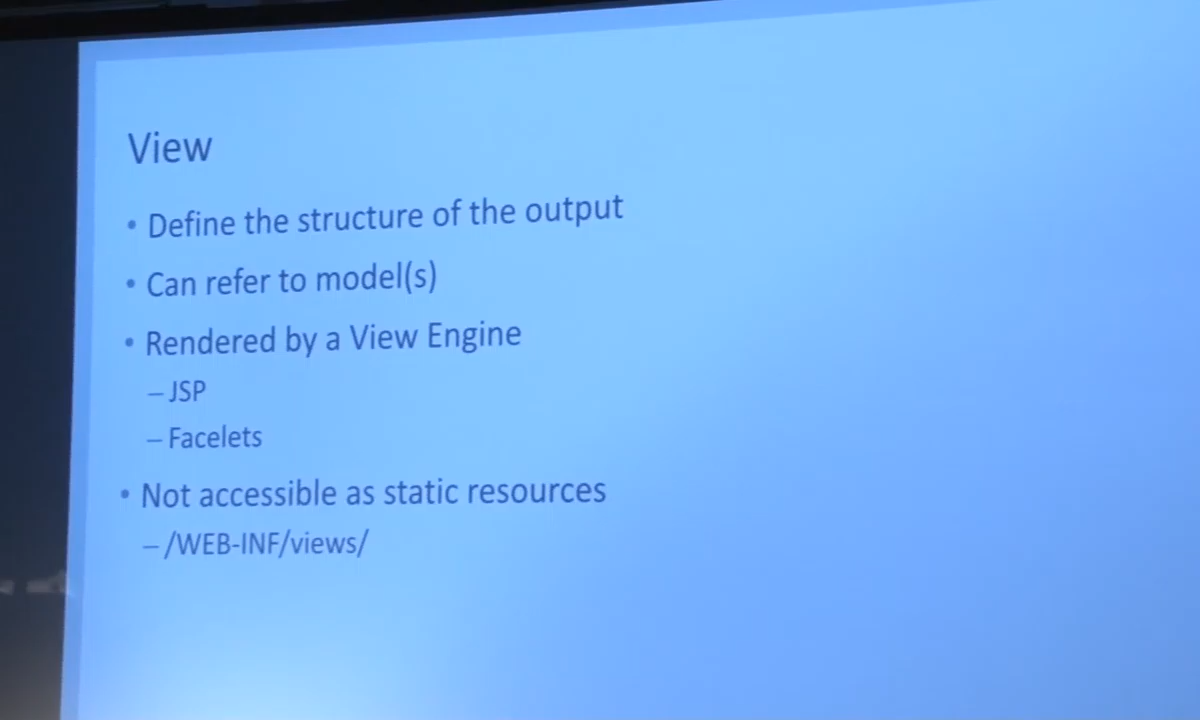 View
• Define the structure of the output
• Can refer to model(s)
• Rendered by a View Engine
– JSP
– Facelets
• Not accessible as static resources
– /WEB-INF/views/